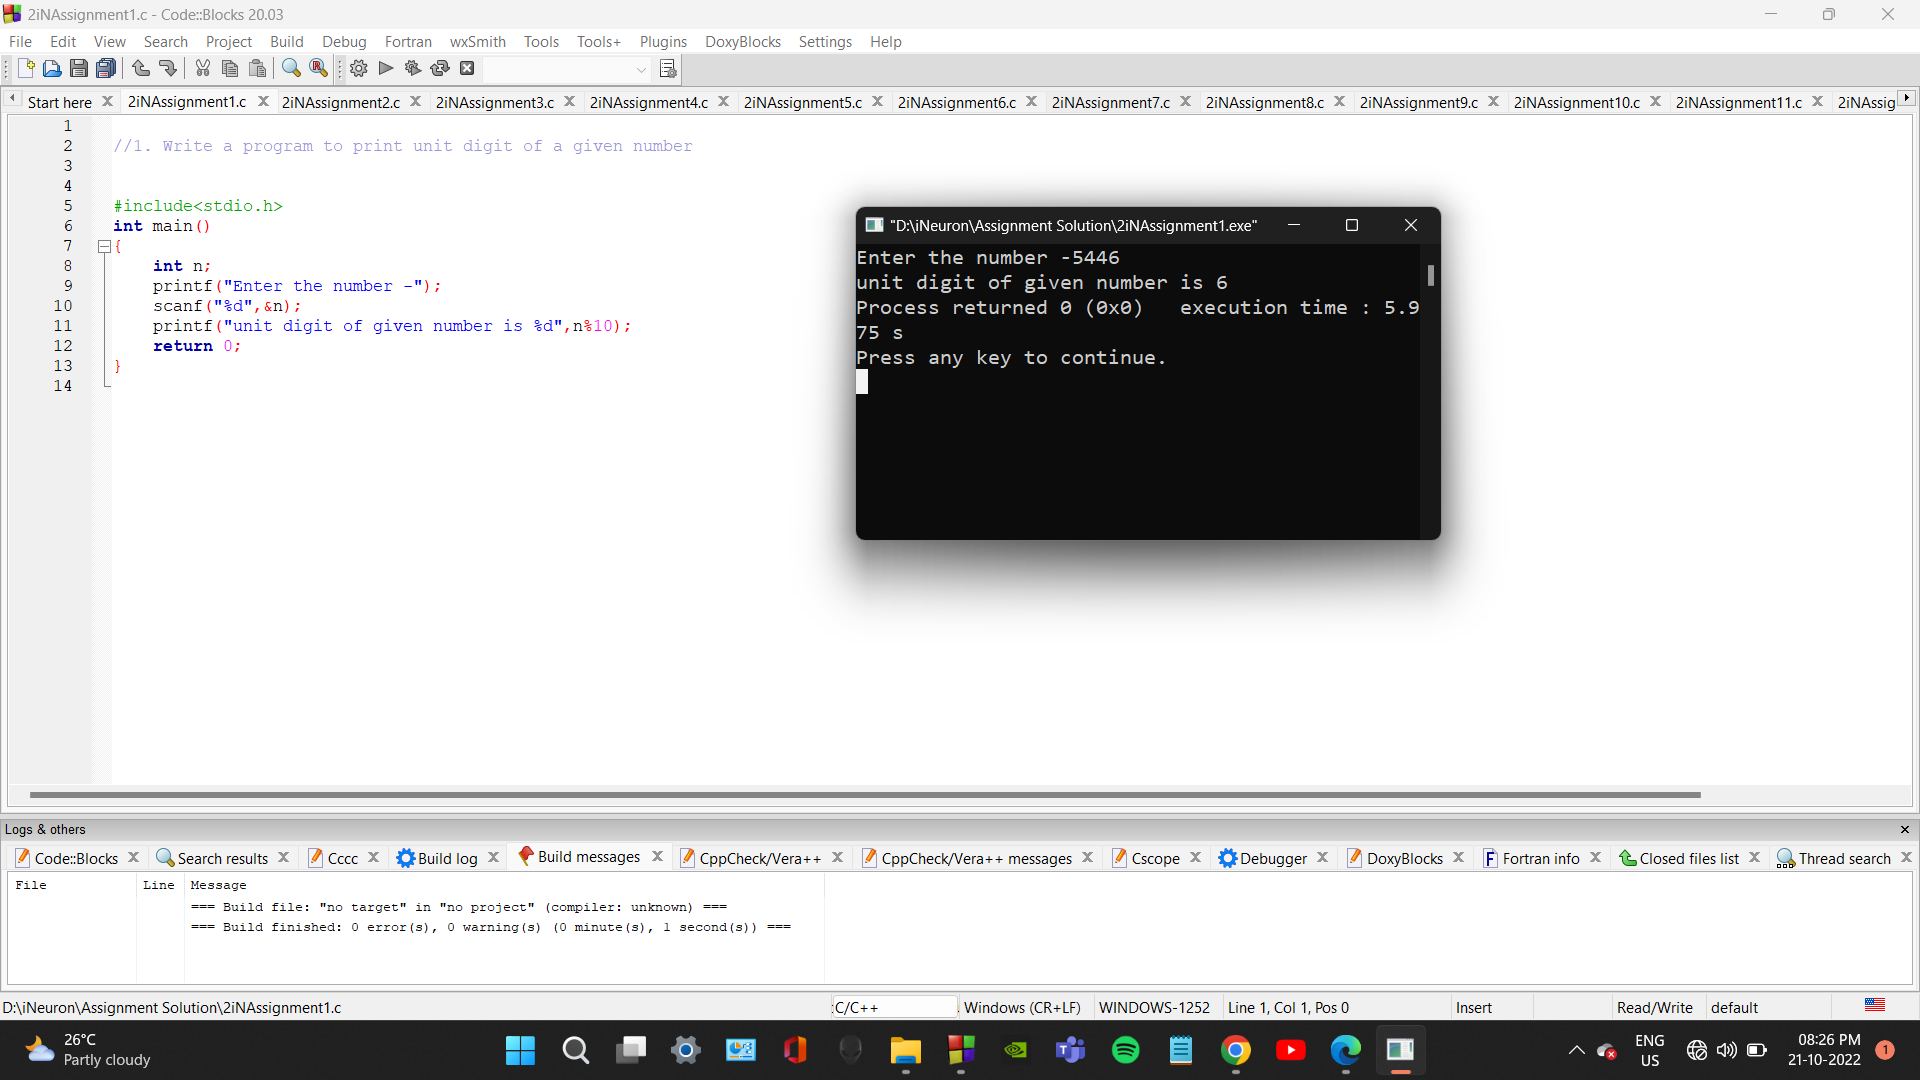 2iNAssignment1.c - Code::Blocks 20.03
File Edit View Search Project Build Debug Fortran wxSmith Tools Tools+ Plugins DoxyBlocks Settings Help
Start here 2iNAssignment1.c 2iNAssignment2.c 2iNAssignment3.c 2iNAssignment4.c 2iNAssignment5.c 2iNAssignment6.c 2iNAssignment7.c 2iNAssignment8.c 2iNAssignment9.c 2iNAssignment10.c 2iNAssignment11.c 2iNAssig
1
2 //1. Write a program to print unit digit of a given number
3
4
5 #include<stdio.h>
6 int main()
7 {
8 int n;
9 printf("Enter the number -");
10 scanf("%d",&n);
11 printf("unit digit of given number is %d",n%10);
12 return 0;
13 }
14
"D:\iNeuron\Assignment Solution\2iNAssignment1.exe"
Enter the number -5446
unit digit of given number is 6
Process returned 0 (0x0) execution time : 5.9
75 s
Press any key to continue.
Logs & others
Code::Blocks Search results Cccc Build log Build messages CppCheck/Vera++ CppCheck/Vera++ messages Cscope Debugger DoxyBlocks Fortran info Closed files list Thread search
File Line Message
=== Build file: "no target" in "no project" (compiler: unknown) ===
=== Build finished: 0 error(s), 0 warning(s) (0 minute(s), 1 second(s)) ===
D:\iNeuron\Assignment Solution\2iNAssignment1.c C/C++ Windows (CR+LF) WINDOWS-1252 Line 1, Col 1, Pos 0 Insert Read/Write default
26°C
Partly cloudy
ENG
US
08:26 PM
21-10-2022
1